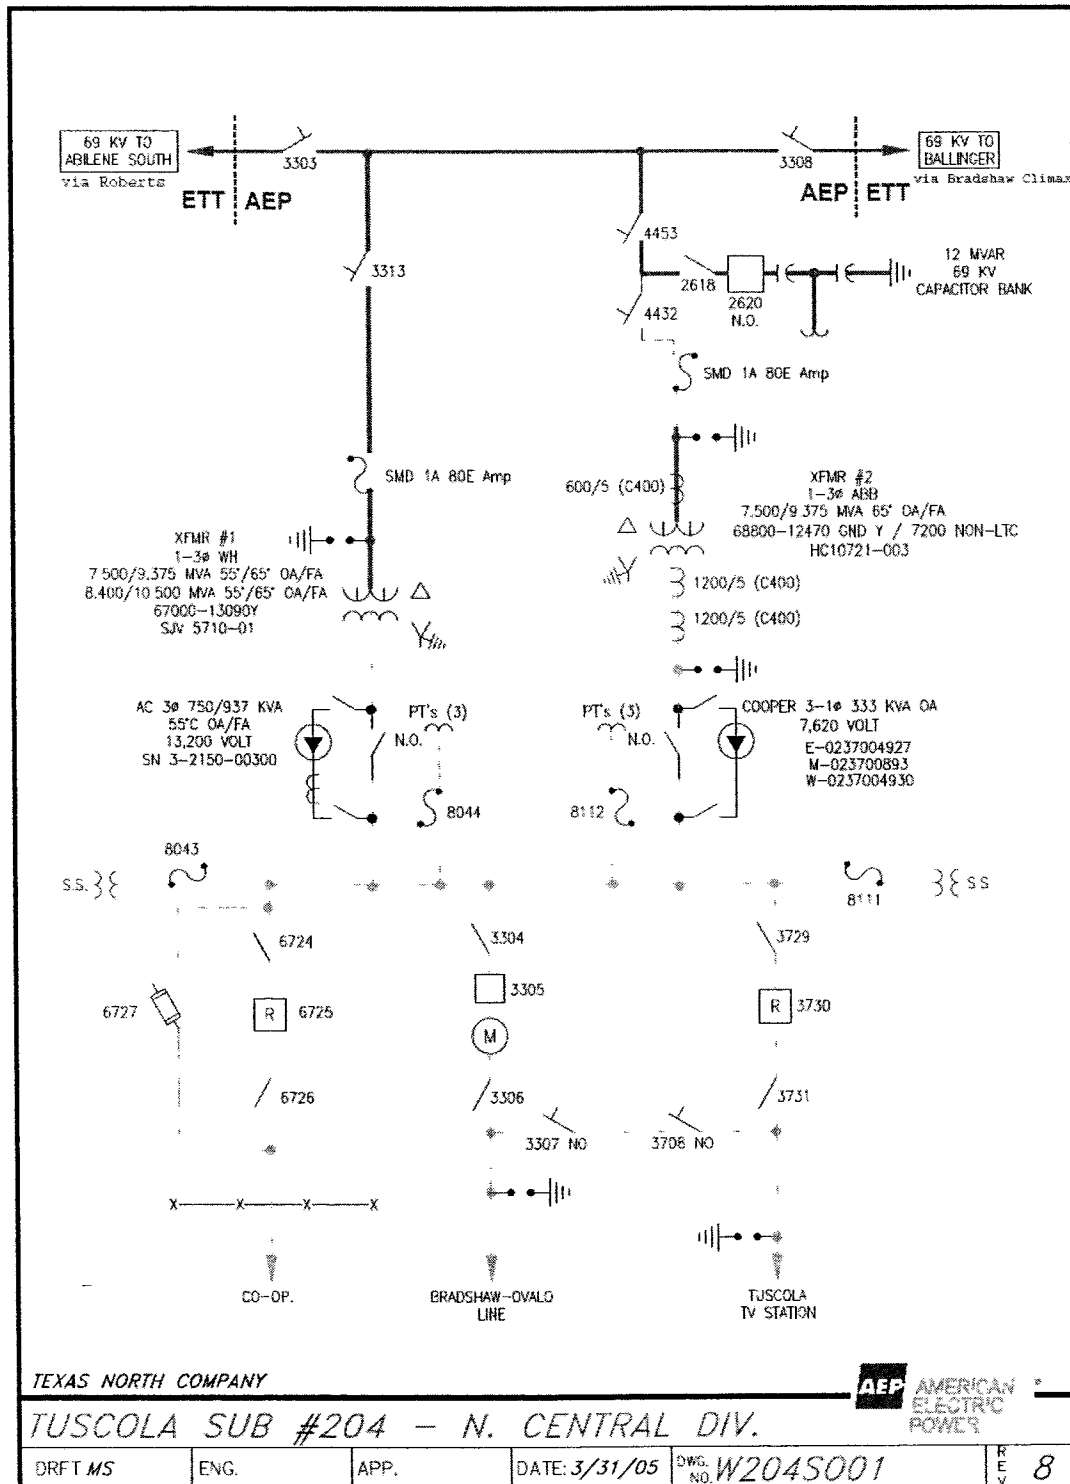 69 KV TO
ABILENE SOUTH
via Roberts
ETT
AEP
3303
3308
69 KV TO
BALLINGER
via Bradshaw Climax
AEP
ETT
3313
4453
2618
2620
N.O.
12 MVAR
69 KV
CAPACITOR BANK
4432
SMD 1A 80E Amp
SMD 1A 80E Amp
600/5 (C400)
XFMR #2
1-3ø ABB
7.500/9.375 MVA 65° OA/FA
68800-12470 GND Y / 7200 NON-LTC
HC10721-003
XFMR #1
1-3ø WH
7.500/9.375 MVA 55°/65° OA/FA
8.400/10.500 MVA 55°/65° OA/FA
67000-13090Y
SJV 5710-01
1200/5 (C400)
1200/5 (C400)
AC 3ø 750/937 KVA
55°C OA/FA
13,200 VOLT
SN 3-2150-00300
N.O.
PT's (3)
PT's (3)
N.O.
COOPER 3-1ø 333 KVA OA
7,620 VOLT
E-0237004927
M-023700893
W-0237004930
8044
8112
8043
S.S.
8111
S S
6724
3304
3729
6727
R
6725
3305
M
R
3730
6726
3306
3731
3307 NO
3708 NO
X X X X
CO-OP.
BRADSHAW-OVALO
LINE
TUSCOLA
TV STATION
TEXAS NORTH COMPANY
AEP
AMERICAN
ELECTRIC
POWER
TUSCOLA SUB #204 - N. CENTRAL DIV.
DRFT MS
ENG.
APP.
DATE: 3/31/05
DWG. NO. W204S001
REV 8